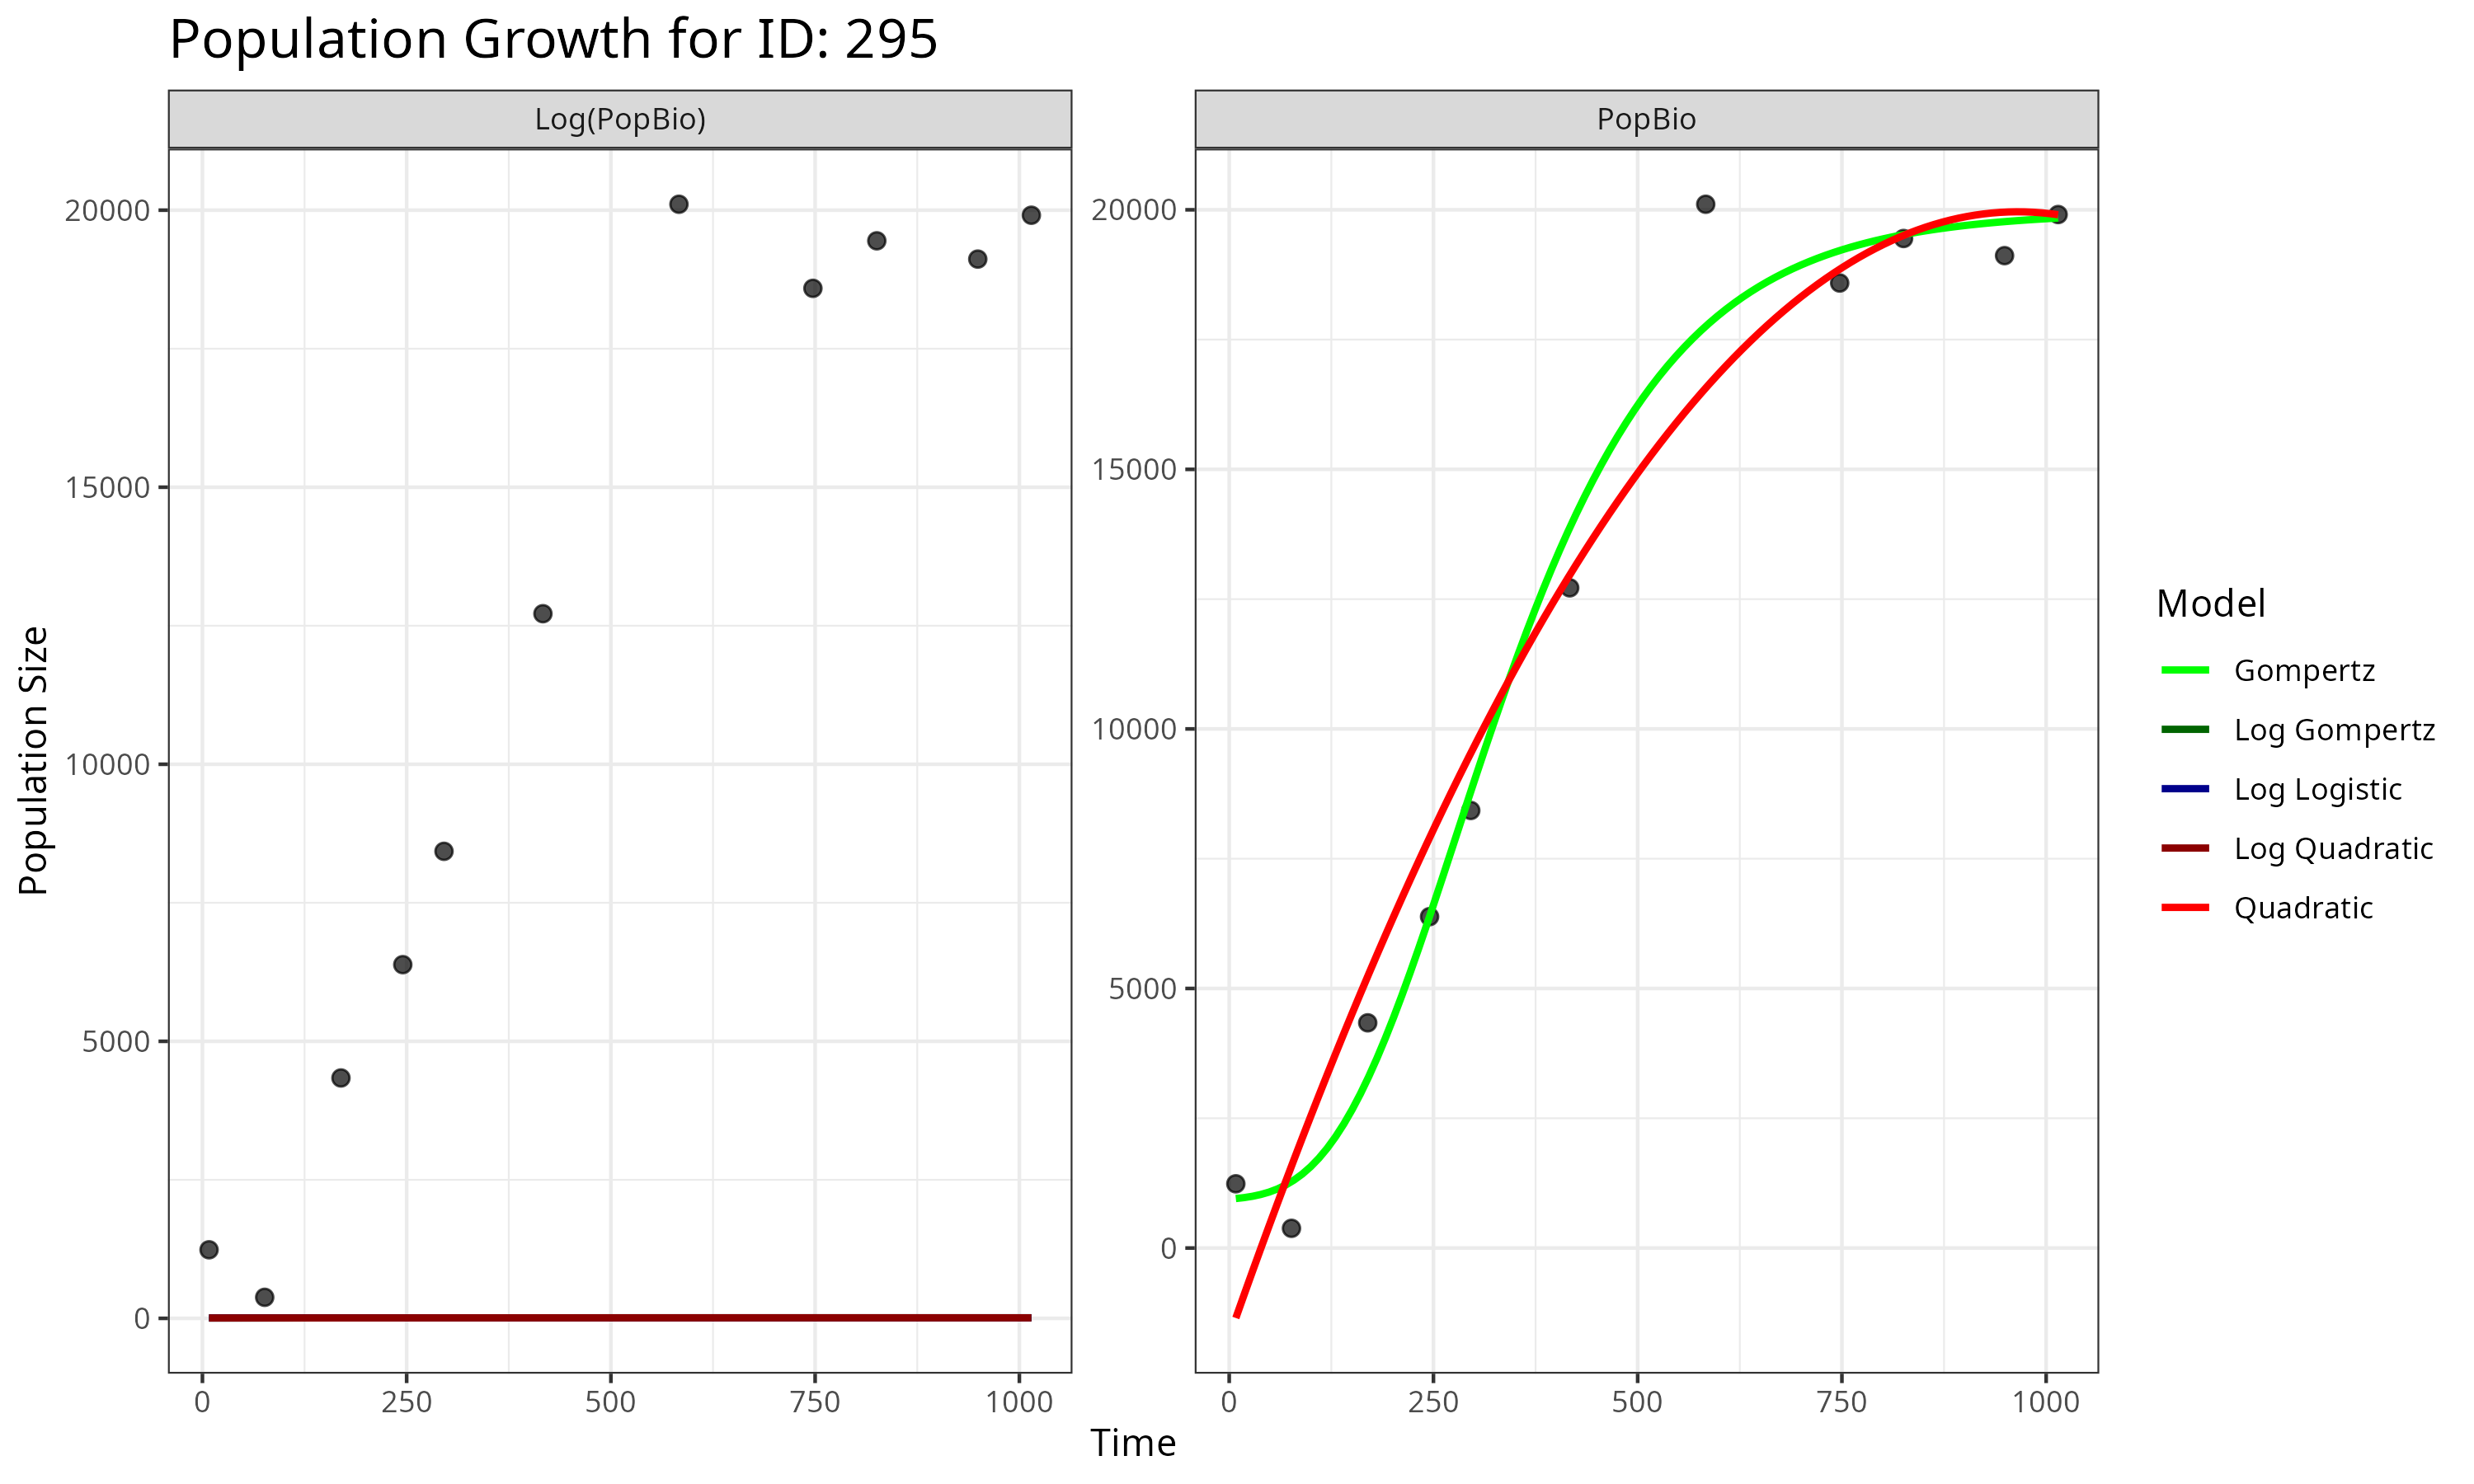 Population Growth for ID: 295
Log(PopBio)
PopBio
Population Size
20000
15000
10000
5000
0
20000
15000
10000
5000
0
0 250 500 750 1000
0 250 500 750 1000
Time
Model
Gompertz
Log Gompertz
Log Logistic
Log Quadratic
Quadratic